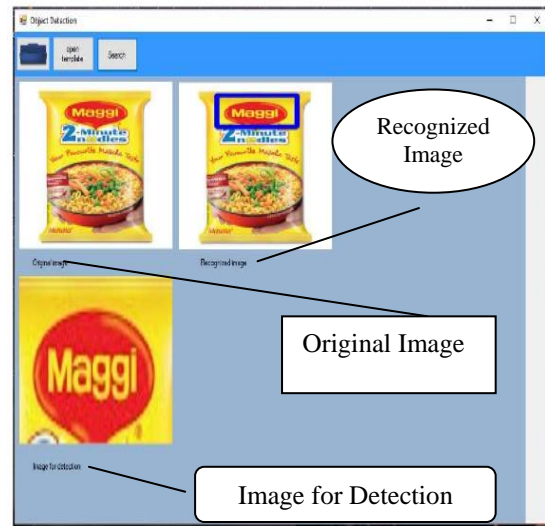 Object Detection
open
template
Search
Maggi
2-Minute
noodles
Your Favourite Masala Taste
Maggi
2-Minute
noodles
Your Favourite Masala Taste
Recognized
Image
Original Image
Recognized Image
Maggi
Original Image
Image for detection
Image for Detection